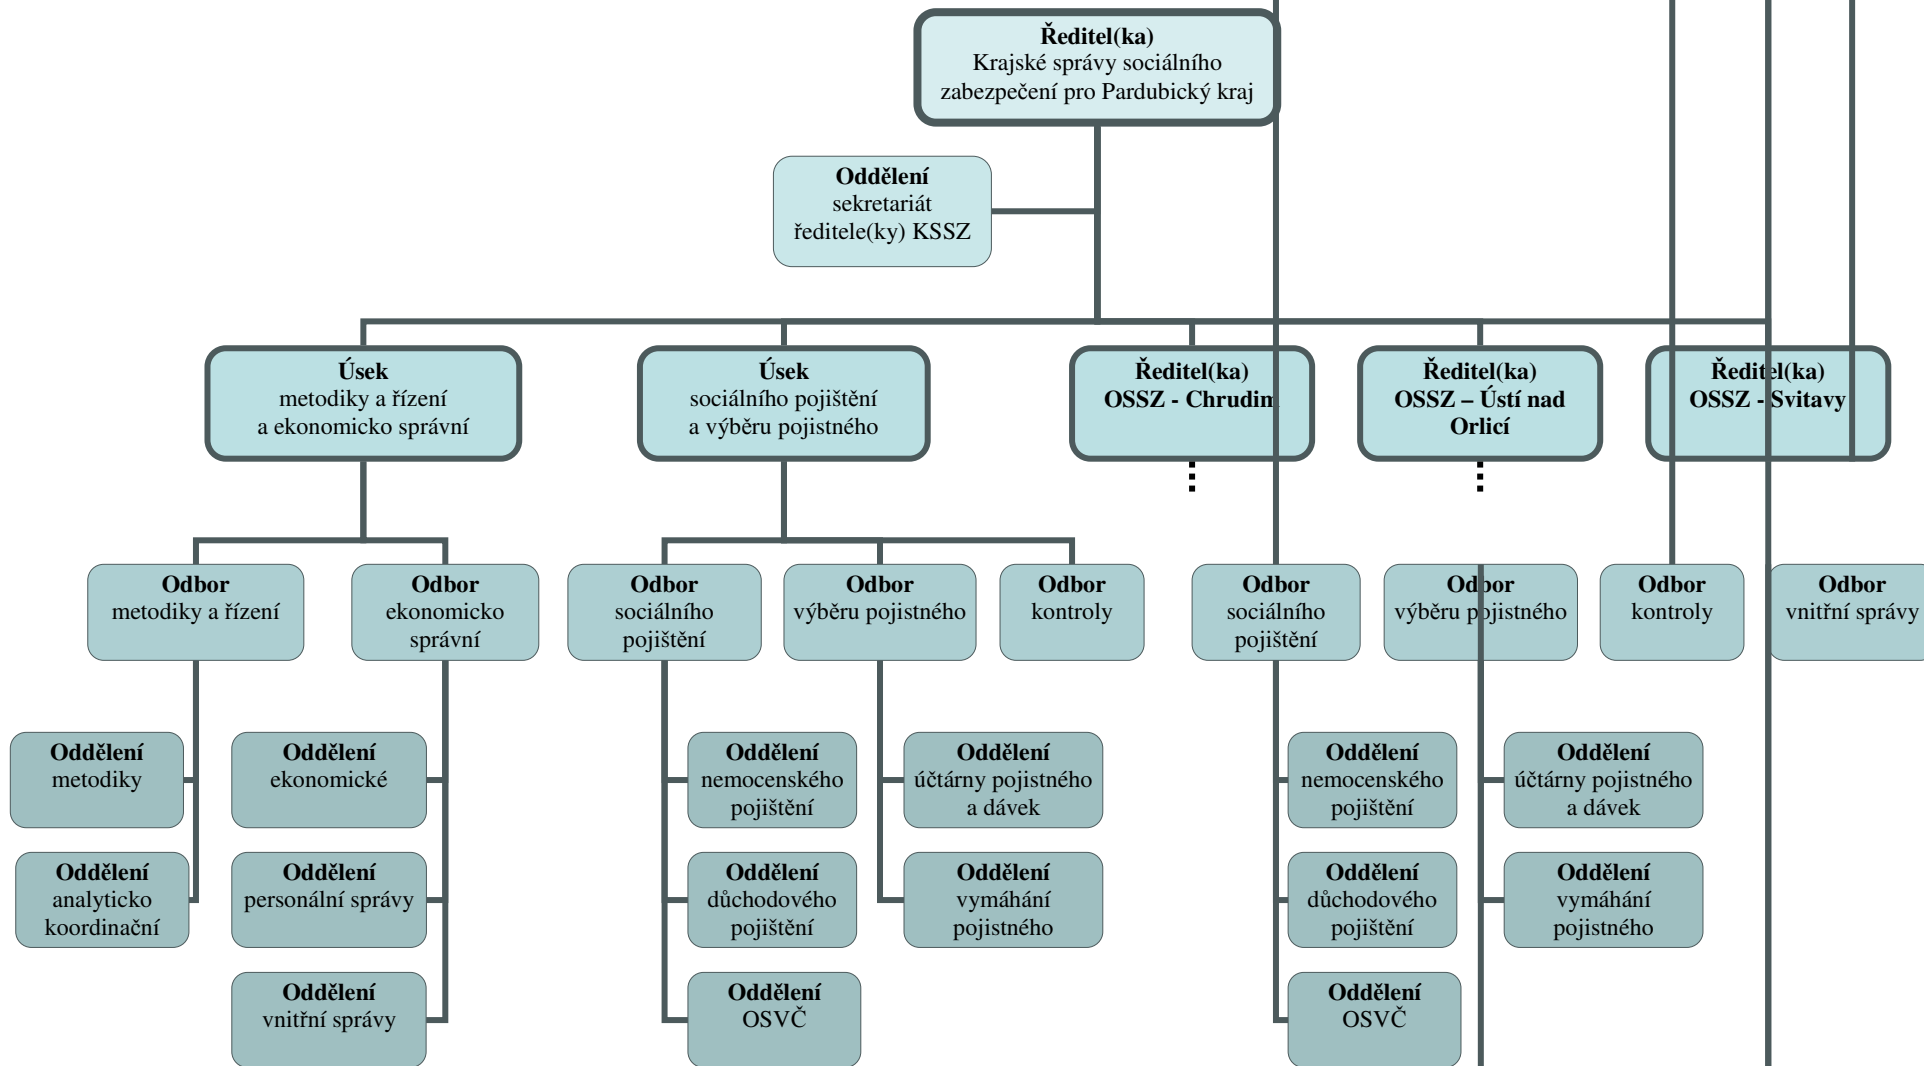 Ředitel(ka)
Krajské správy sociálního
zabezpečení pro Pardubický kraj
Oddělení
sekretariát
ředitele(ky) KSSZ
Úsek
metodiky a řízení
a ekonomicko správní
Úsek
sociálního pojištění
a výběru pojistného
Ředitel(ka)
OSSZ - Chrudim
Ředitel(ka)
OSSZ – Ústí nad
Orlicí
Ředitel(ka)
OSSZ - Svitavy
Odbor
metodiky a řízení
Odbor
ekonomicko
správní
Odbor
sociálního
pojištění
Odbor
výběru pojistného
Odbor
kontroly
Odbor
sociálního
pojištění
Odbor
výběru pojistného
Odbor
kontroly
Odbor
vnitřní správy
Oddělení
metodiky
Oddělení
ekonomické
Oddělení
nemocenského
pojištění
Oddělení
účtárny pojistného
a dávek
Oddělení
nemocenského
pojištění
Oddělení
účtárny pojistného
a dávek
Oddělení
analyticko
koordinační
Oddělení
personální správy
Oddělení
důchodového
pojištění
Oddělení
vymáhání
pojistného
Oddělení
důchodového
pojištění
Oddělení
vymáhání
pojistného
Oddělení
vnitřní správy
Oddělení
OSVČ
Oddělení
OSVČ